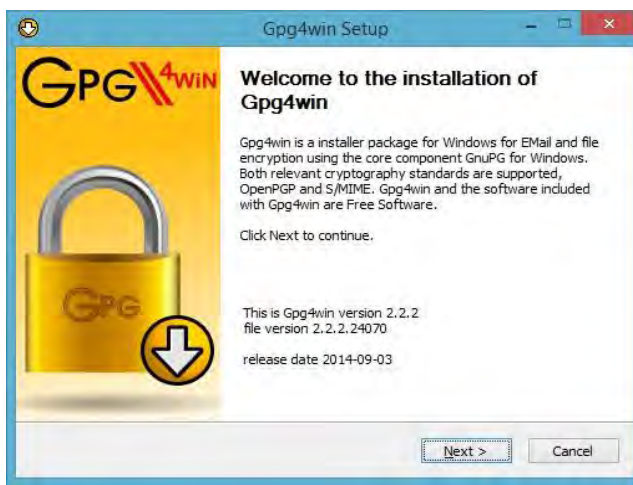 Gpg4win Setup
GPG4WIN
Welcome to the installation of
Gpg4win
Gpg4win is a installer package for Windows for EMail and file
encryption using the core component GnuPG for Windows.
Both relevant cryptography standards are supported,
OpenPGP and S/MIME. Gpg4win and the software included
with Gpg4win are Free Software.
Click Next to continue.
GPG
This is Gpg4win version 2.2.2
file version 2.2.2.24070
release date 2014-09-03
Next >
Cancel